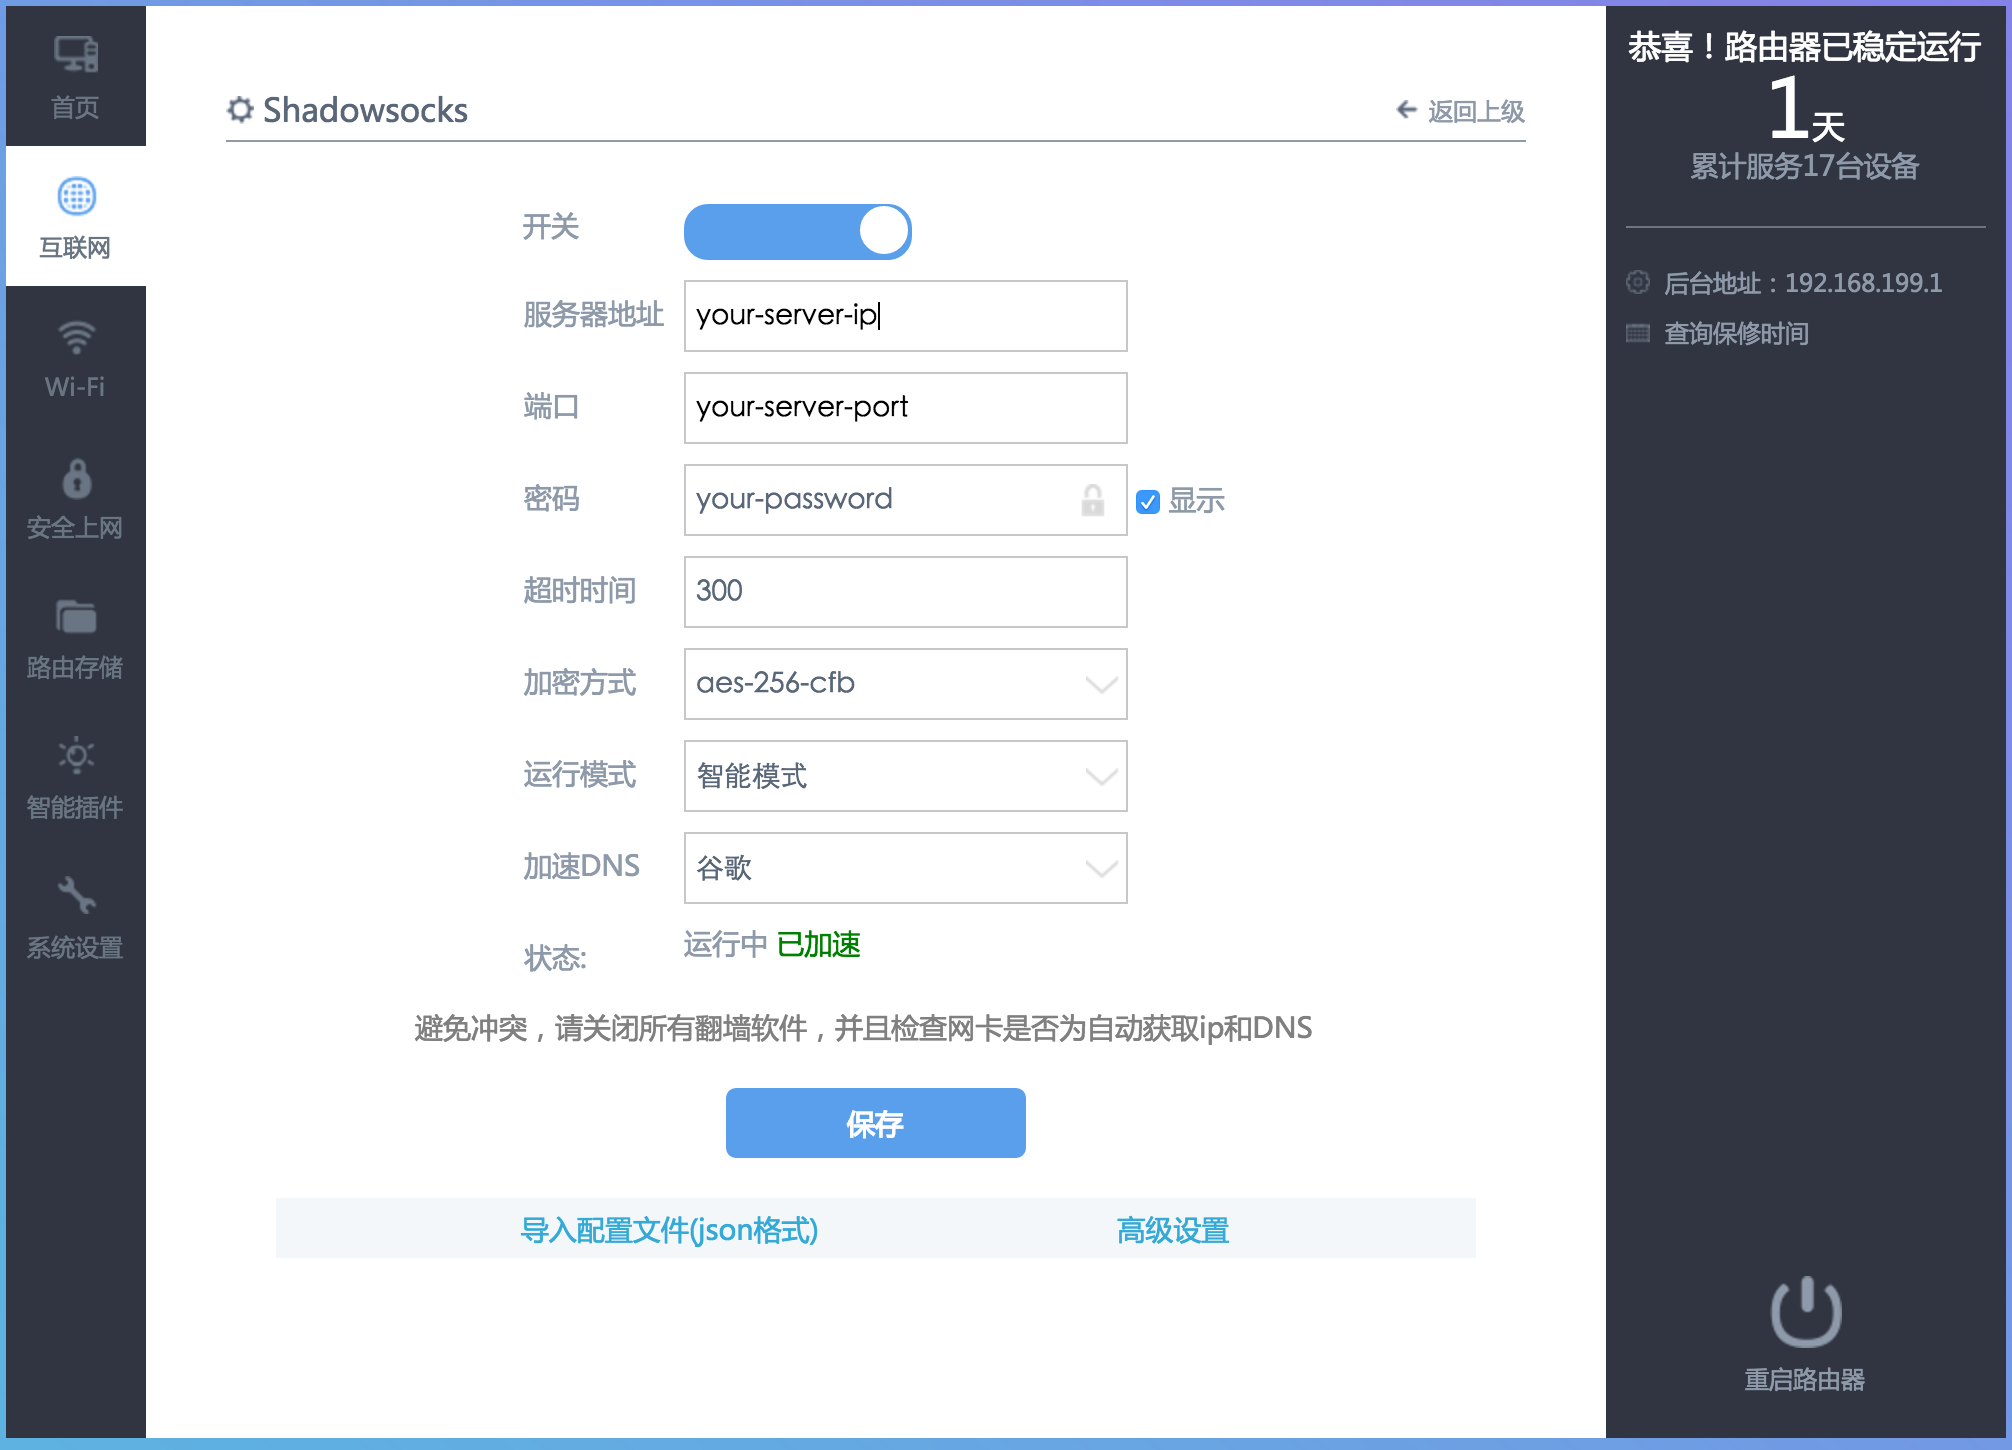 首页
互联网
Wi-Fi
安全上网
路由存储
智能插件
系统设置
Shadowsocks
返回上级
开关
服务器地址 your-server-ip
端口 your-server-port
密码 your-password 显示
超时时间 300
加密方式 aes-256-cfb
运行模式 智能模式
加速DNS 谷歌
状态: 运行中 已加速
避免冲突，请关闭所有翻墙软件，并且检查网卡是否为自动获取ip和DNS
保存
导入配置文件(json格式) 高级设置
恭喜！路由器已稳定运行
1天
累计服务17台设备
后台地址：192.168.199.1
查询保修时间
重启路由器